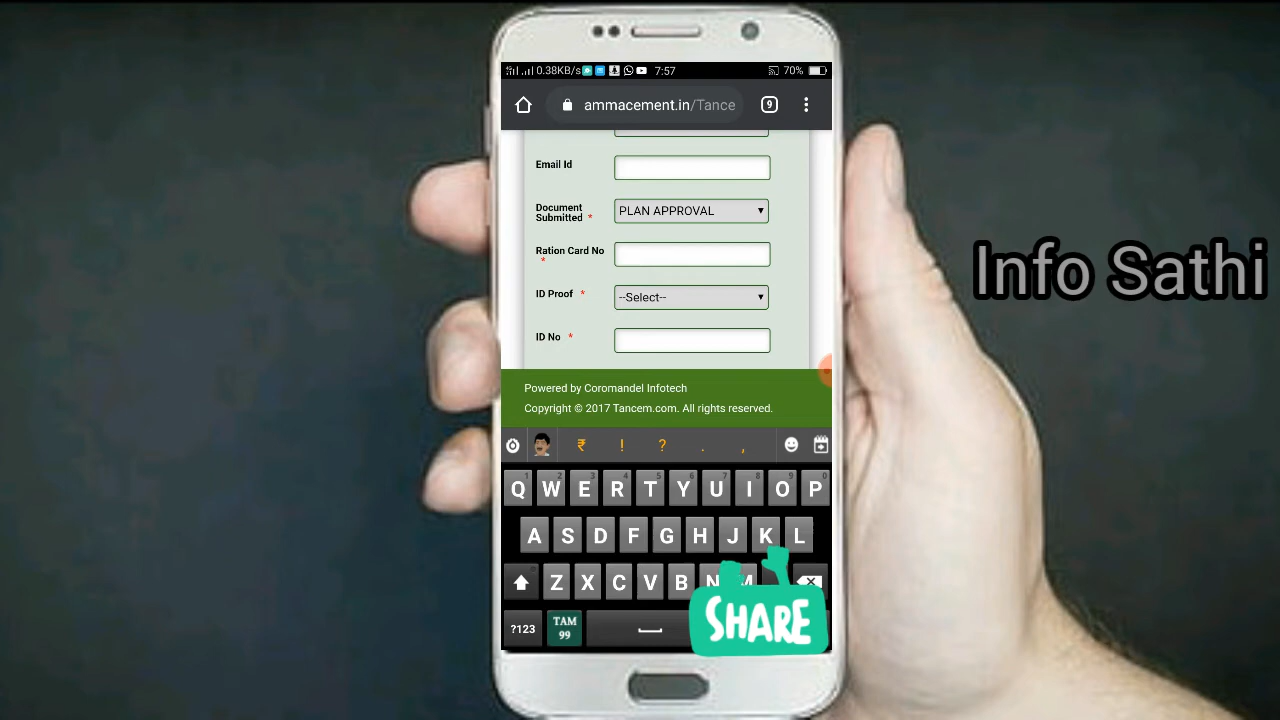 0.38KB/s 7:57 70%
ammacement.in/Tance 9
Email Id
Document
Submitted * PLAN APPROVAL
Ration Card No
*
ID Proof * --Select--
ID No *
Powered by Coromandel Infotech
Copyright © 2017 Tancem.com. All rights reserved.
₹ ! ? . ,
Q W E R T Y U I O P
A S D F G H J K L
Z X C V B N M
?123 TAM
99
SHARE
Info Sathi